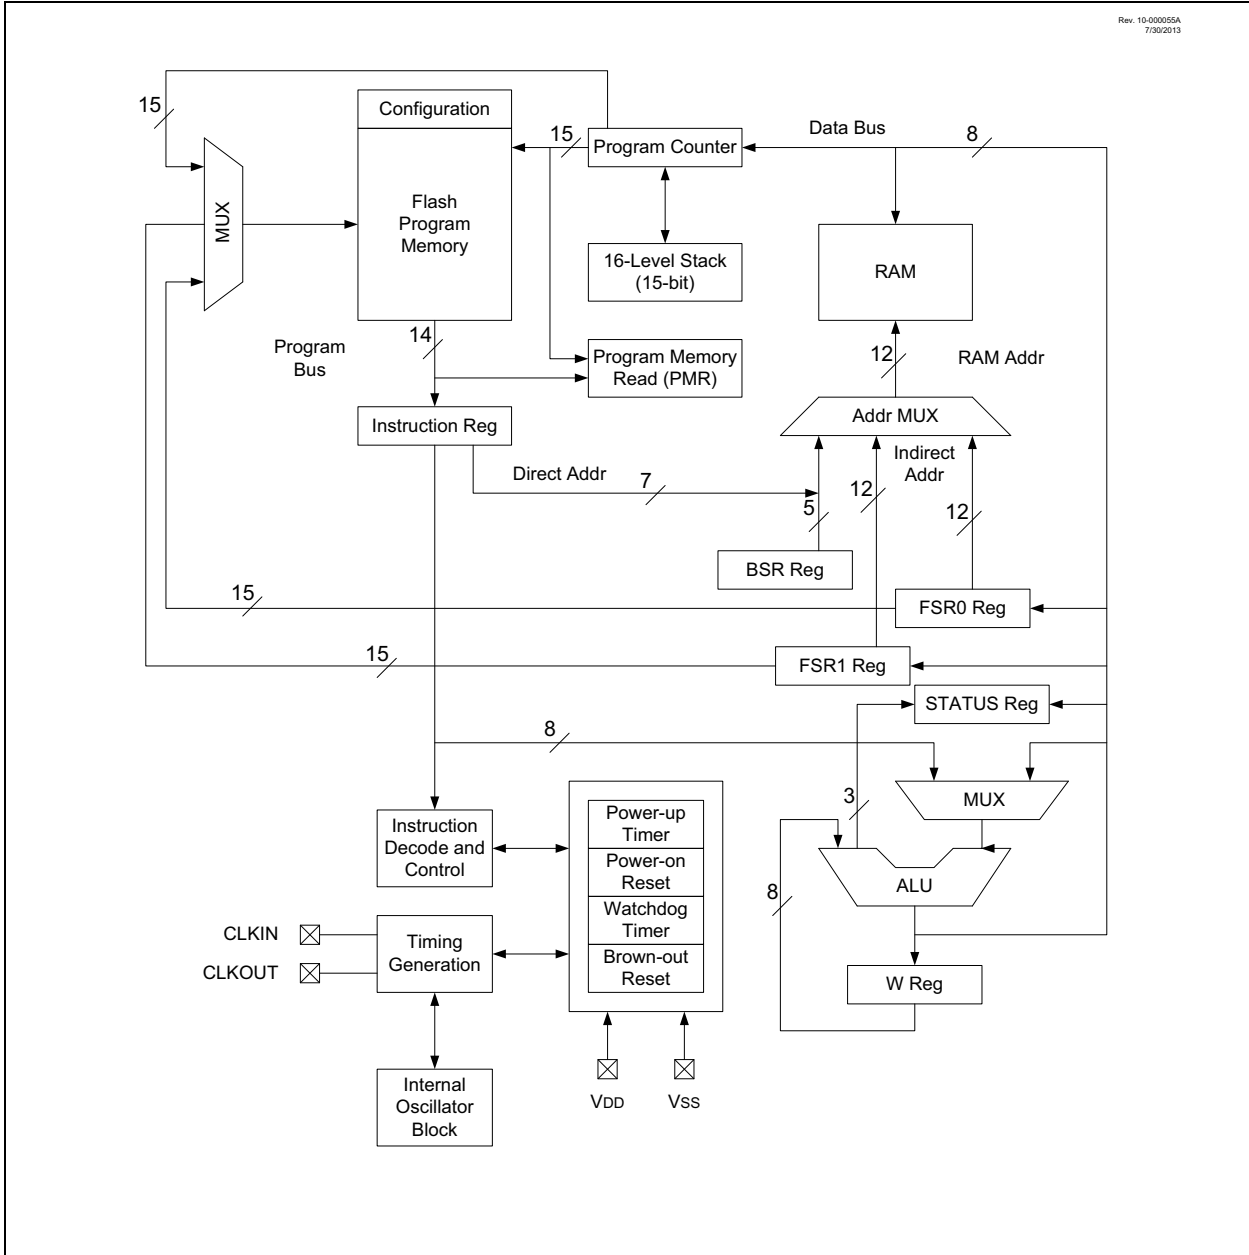 Rev. 10-000055A
7/30/2013
15
Configuration
15
Program Counter
Data Bus
8
MUX
Flash
Program
Memory
16-Level Stack
(15-bit)
RAM
14
Program
Bus
Program Memory
Read (PMR)
12
RAM Addr
Instruction Reg
Addr MUX
Direct Addr
7
Indirect
Addr
5
12
12
BSR Reg
15
FSR0 Reg
15
FSR1 Reg
STATUS Reg
8
MUX
3
Power-up
Timer
Instruction
Decode and
Control
Power-on
Reset
ALU
8
Watchdog
Timer
CLKIN
Timing
Generation
CLKOUT
Brown-out
Reset
W Reg
Internal
Oscillator
Block
VDD
VSS